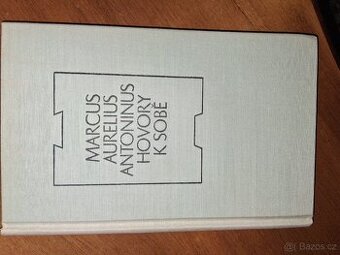 MARCUS
AURELIUS
ANTONINUS
HOVORY
K SOBĚ
Bazos.cz